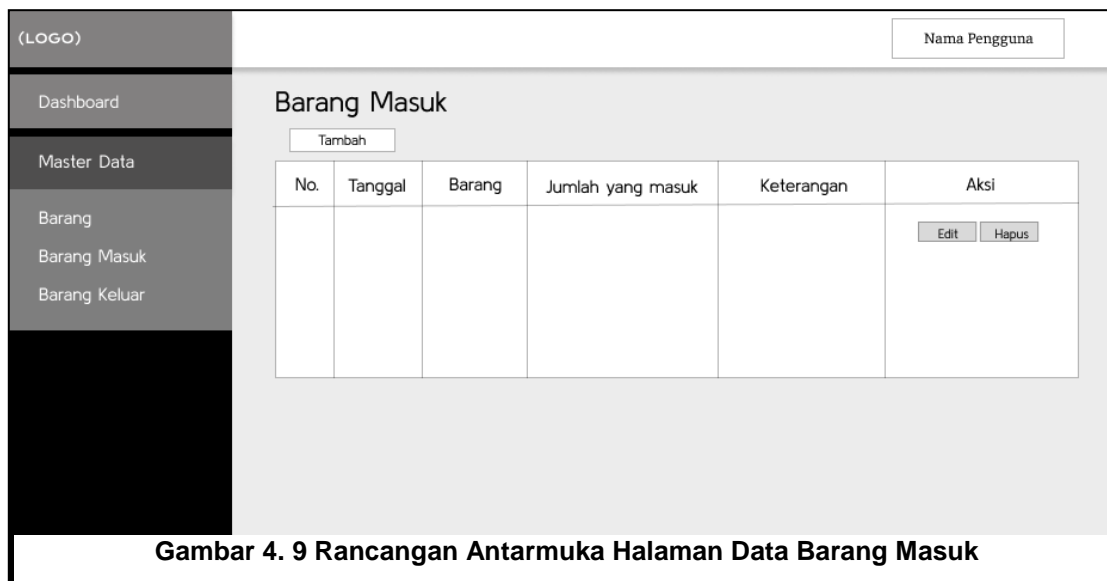 (LOGO)
Nama Pengguna
Dashboard
Master Data
Barang
Barang Masuk
Barang Keluar
Barang Masuk
Tambah
No. Tanggal Barang Jumlah yang masuk Keterangan Aksi
Edit Hapus
Gambar 4. 9 Rancangan Antarmuka Halaman Data Barang Masuk